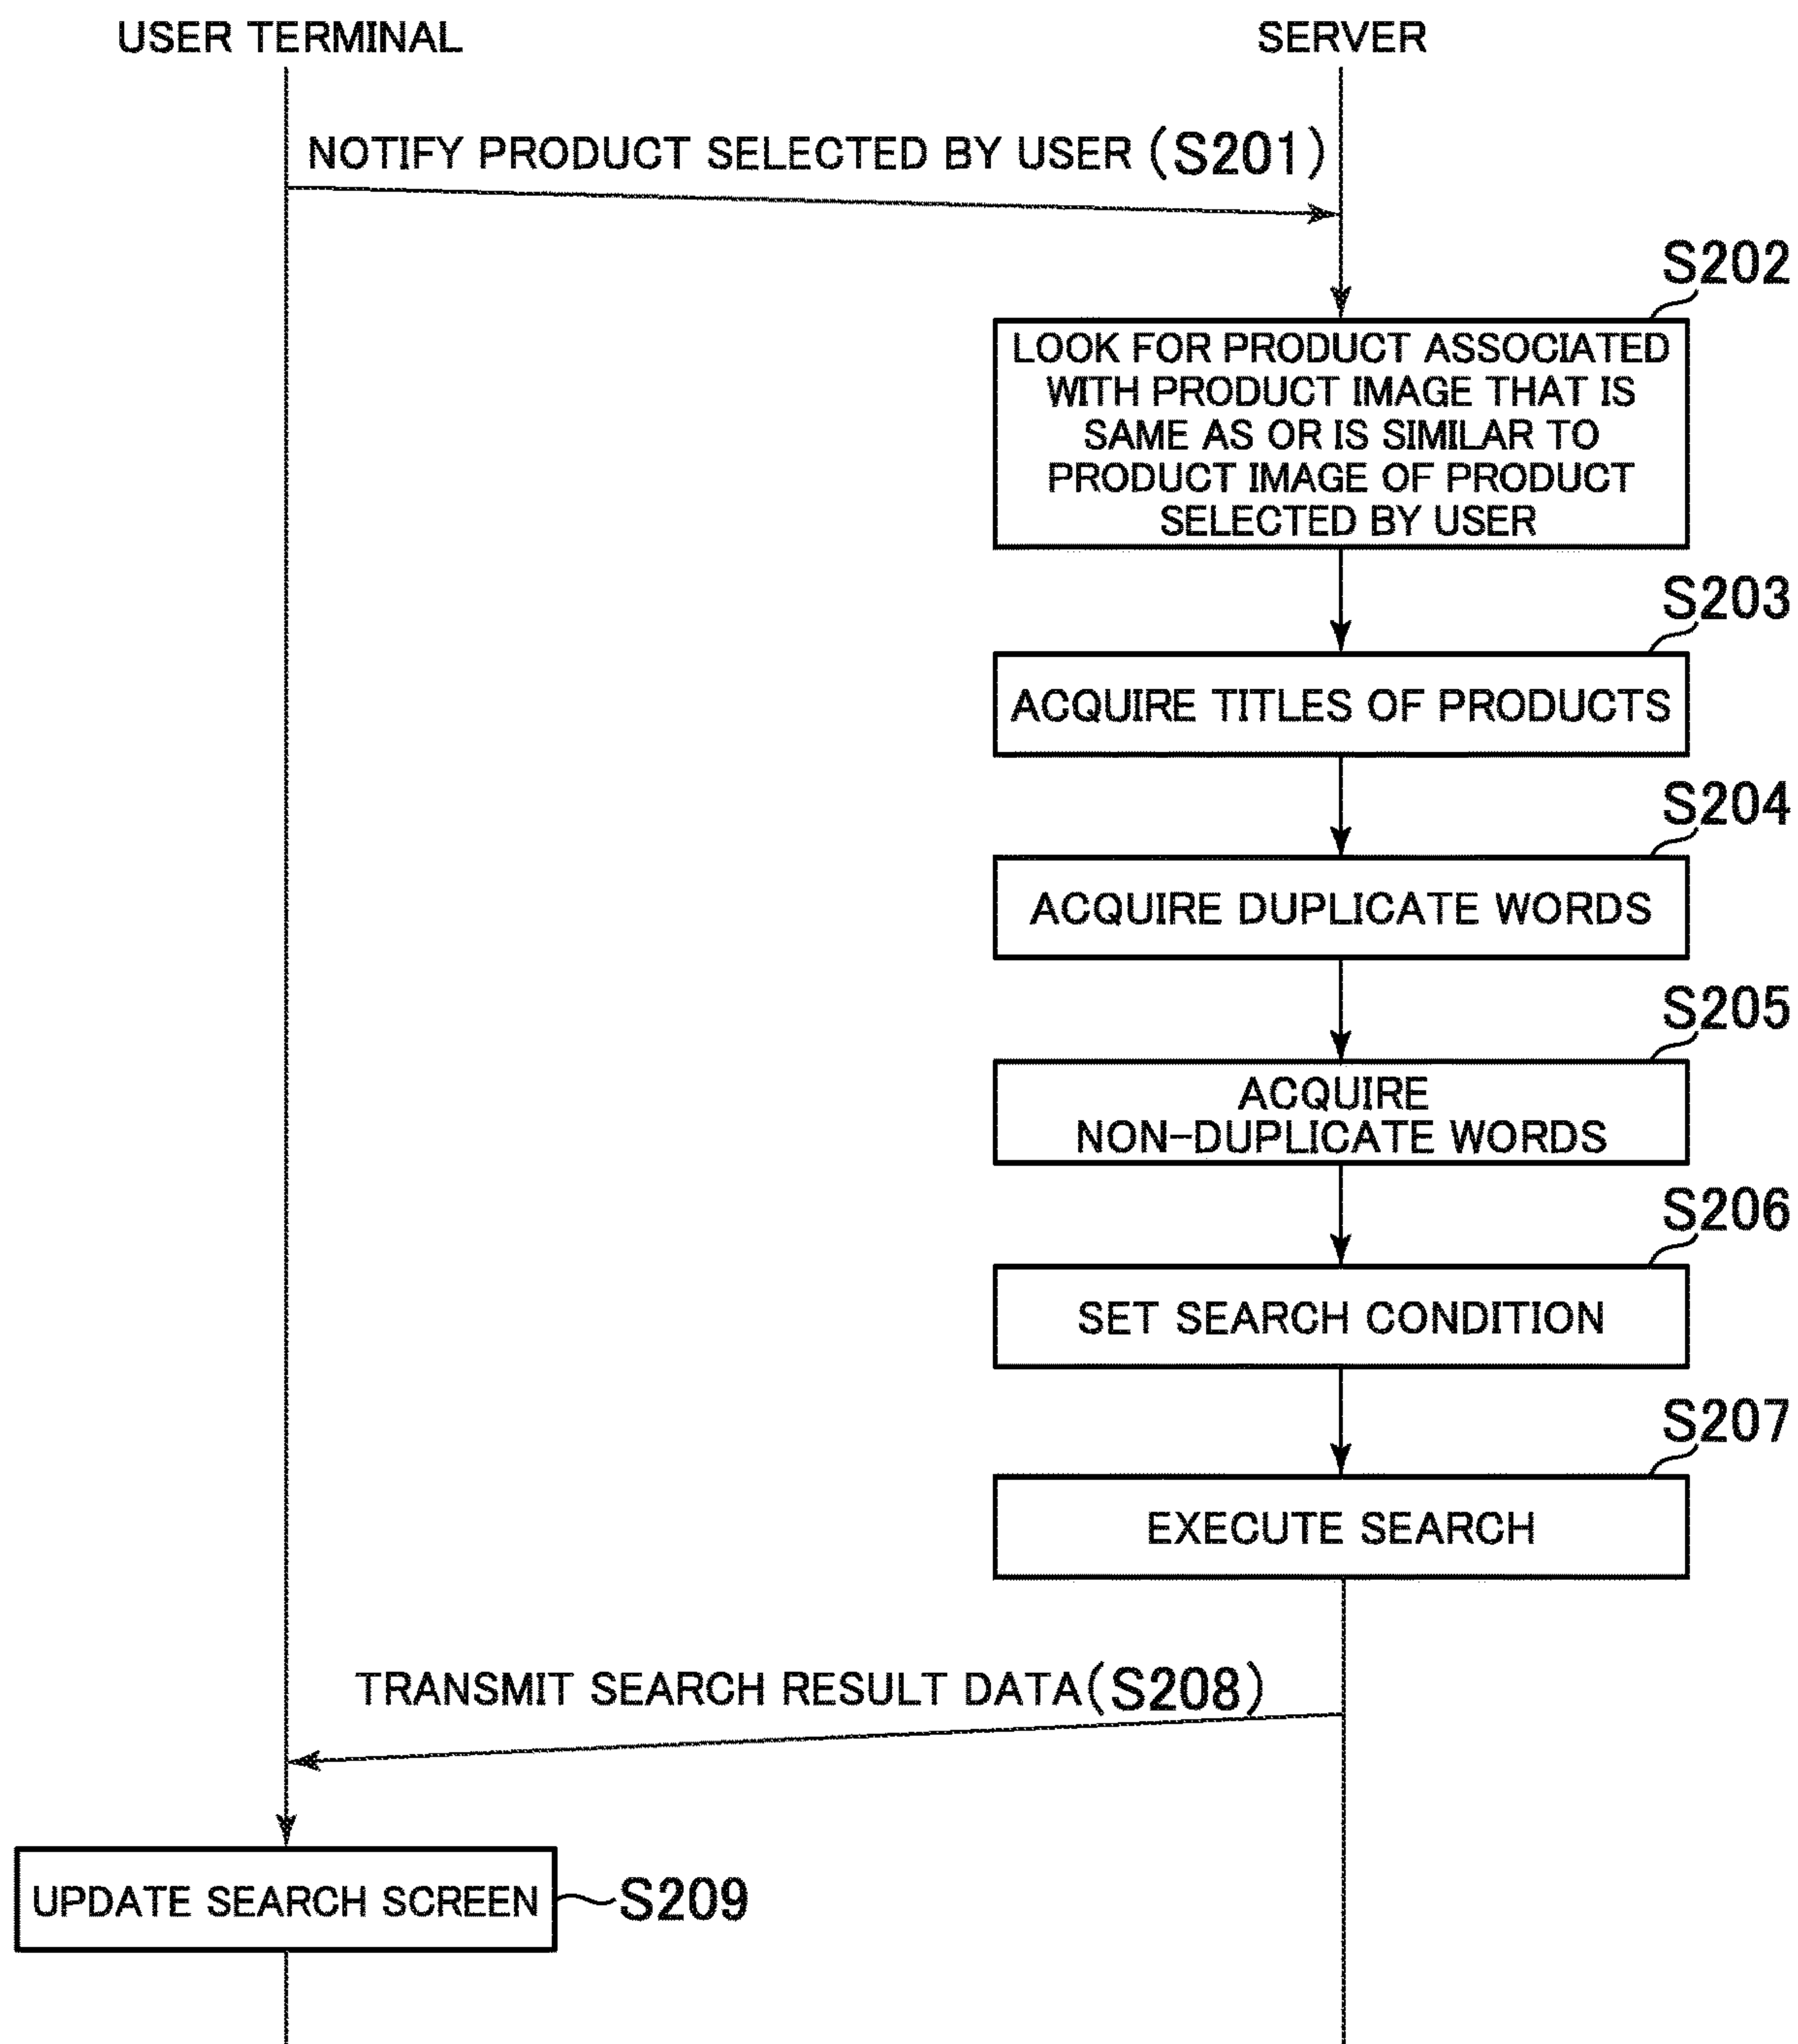 USER TERMINAL
SERVER
NOTIFY PRODUCT SELECTED BY USER (S201)
S202
LOOK FOR PRODUCT ASSOCIATED
WITH PRODUCT IMAGE THAT IS
SAME AS OR IS SIMILAR TO
PRODUCT IMAGE OF PRODUCT
SELECTED BY USER
S203
ACQUIRE TITLES OF PRODUCTS
S204
ACQUIRE DUPLICATE WORDS
S205
ACQUIRE
NON-DUPLICATE WORDS
S206
SET SEARCH CONDITION
S207
EXECUTE SEARCH
TRANSMIT SEARCH RESULT DATA(S208)
UPDATE SEARCH SCREEN
S209